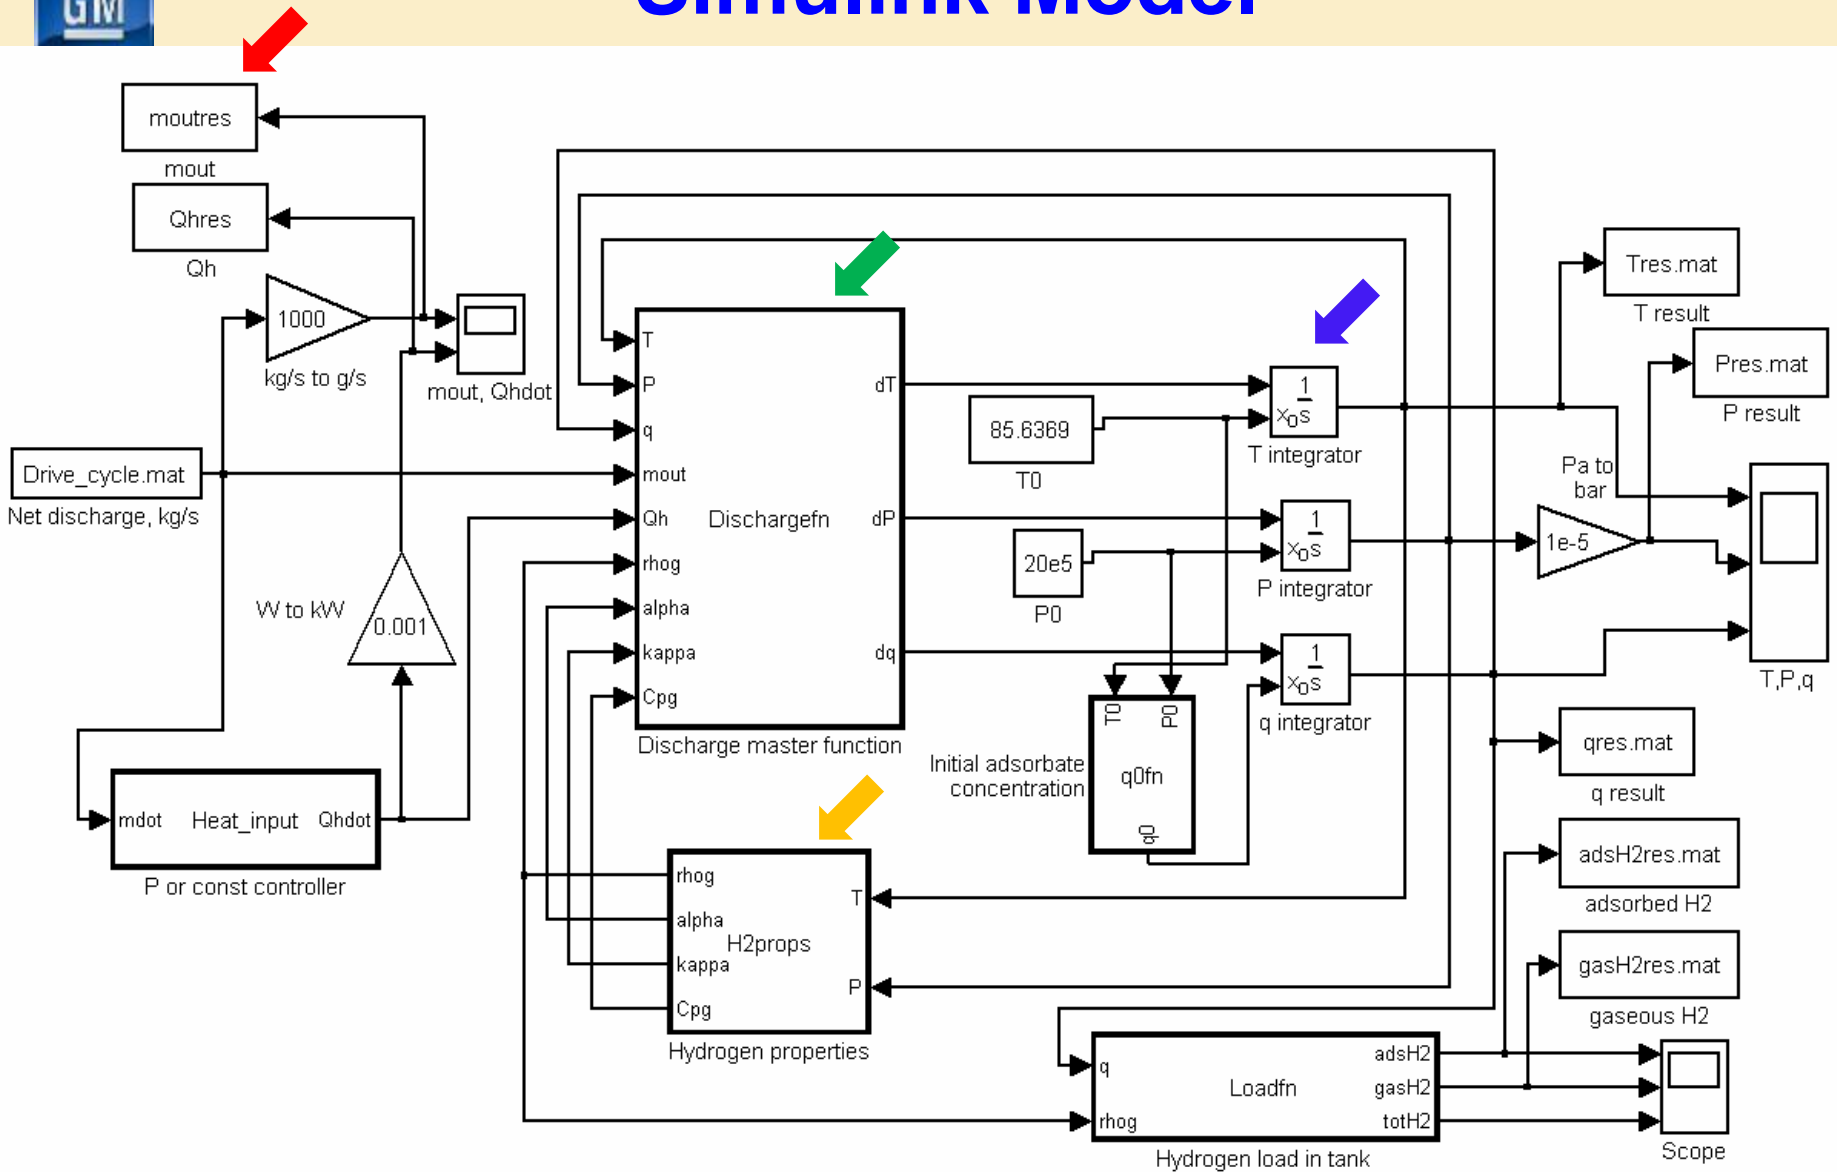 GM
Simulink Model
moutres
mout
Qhres
Qh
1000
kg/s to g/s
mout, Qhdot
Drive_cycle.mat
Net discharge, kg/s
W to kW
0.001
mdot
Heat_input
Qhdot
P or const controller
T
P
q
mout
Qh
rhog
alpha
kappa
Cpg
Dischargefn
dT
dP
dq
Discharge master function
85.6369
T0
20e5
P0
1
x0s
T integrator
1
x0s
P integrator
1
x0s
q integrator
T0
P0
q0fn
q0
Initial adsorbate
concentration
rhog
alpha
kappa
Cpg
H2props
T
P
Hydrogen properties
q
rhog
Loadfn
adsH2
gasH2
totH2
Hydrogen load in tank
Tres.mat
T result
Pres.mat
P result
Pa to
bar
1e-5
T,P,q
qres.mat
q result
adsH2res.mat
adsorbed H2
gasH2res.mat
gaseous H2
Scope